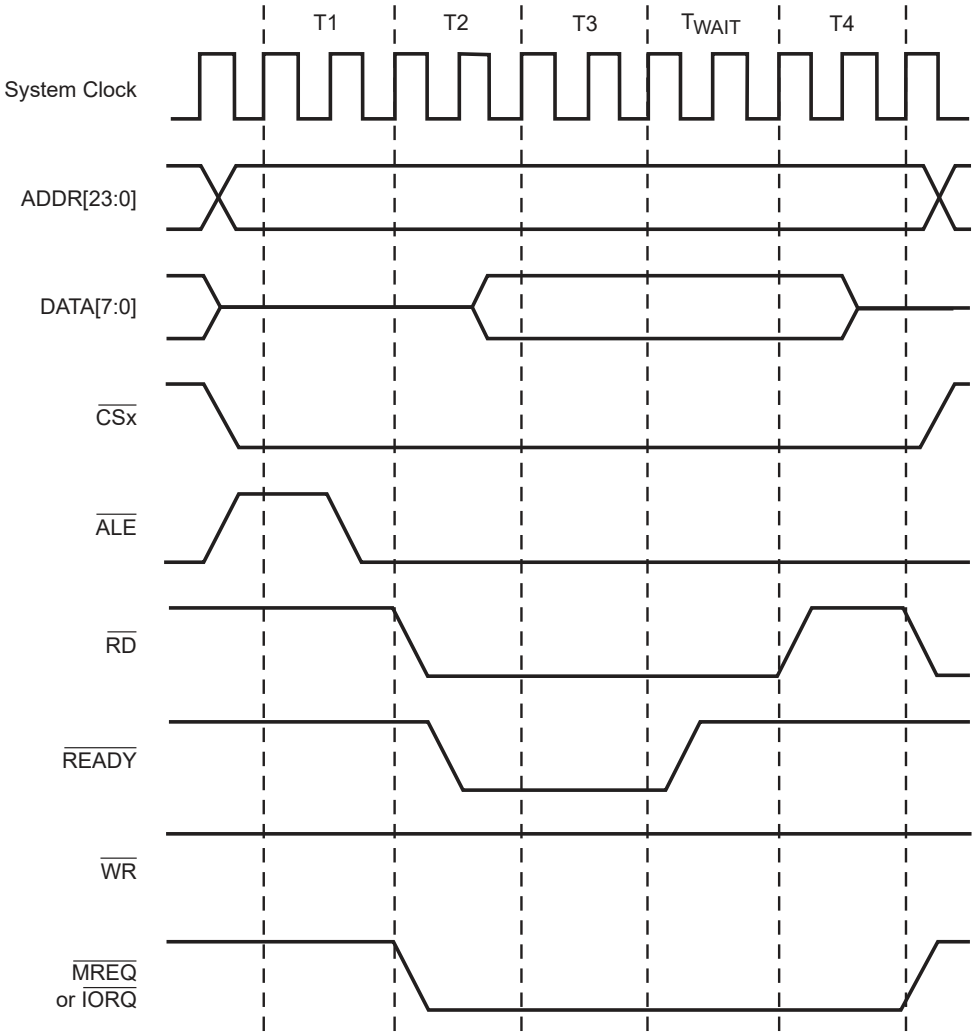 T1 T2 T3 TWAIT T4
System Clock
ADDR[23:0]
DATA[7:0]
CSx
ALE
RD
READY
WR
MREQ
or IORQ